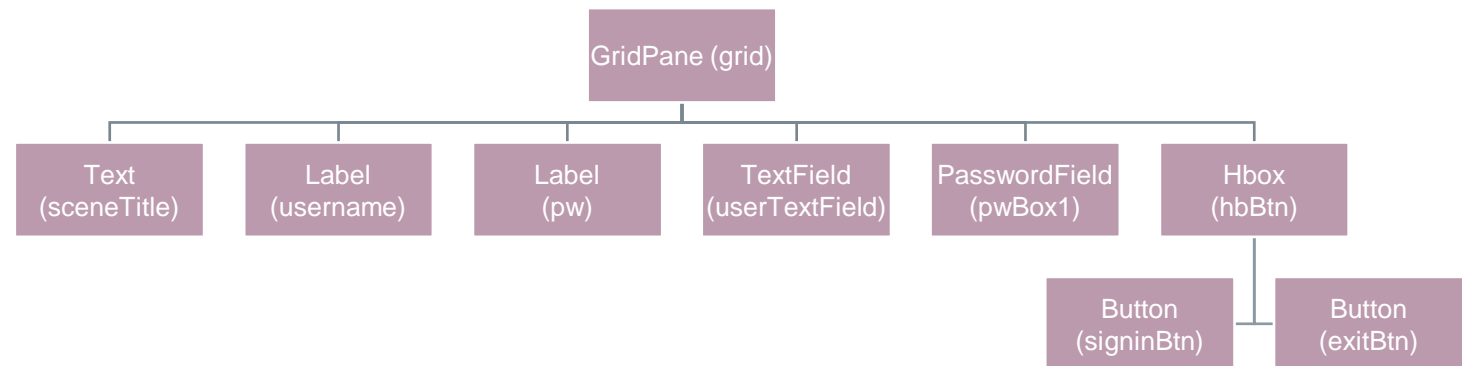 GridPane (grid)
Text
(sceneTitle)
Label
(username)
Label
(pw)
TextField
(userTextField)
PasswordField
(pwBox1)
Hbox
(hbBtn)
Button
(signinBtn)
Button
(exitBtn)